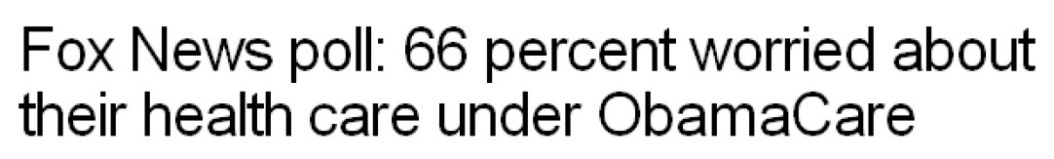 Fox News poll: 66 percent worried about
their health care under ObamaCare